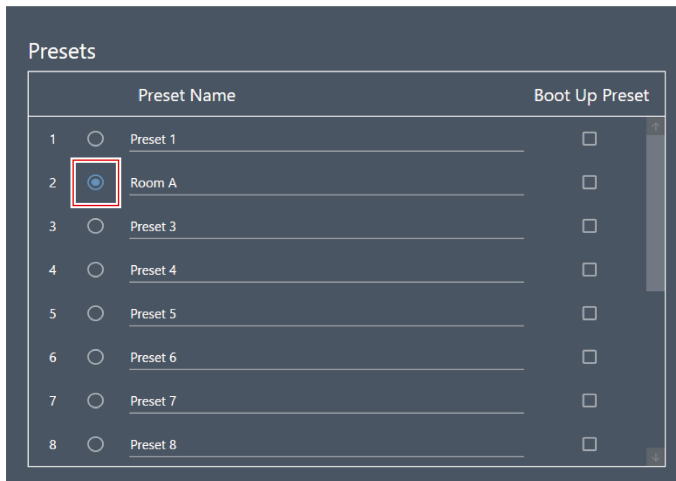 Presets
Preset Name Boot Up Preset
1 Preset 1
2 Room A
3 Preset 3
4 Preset 4
5 Preset 5
6 Preset 6
7 Preset 7
8 Preset 8